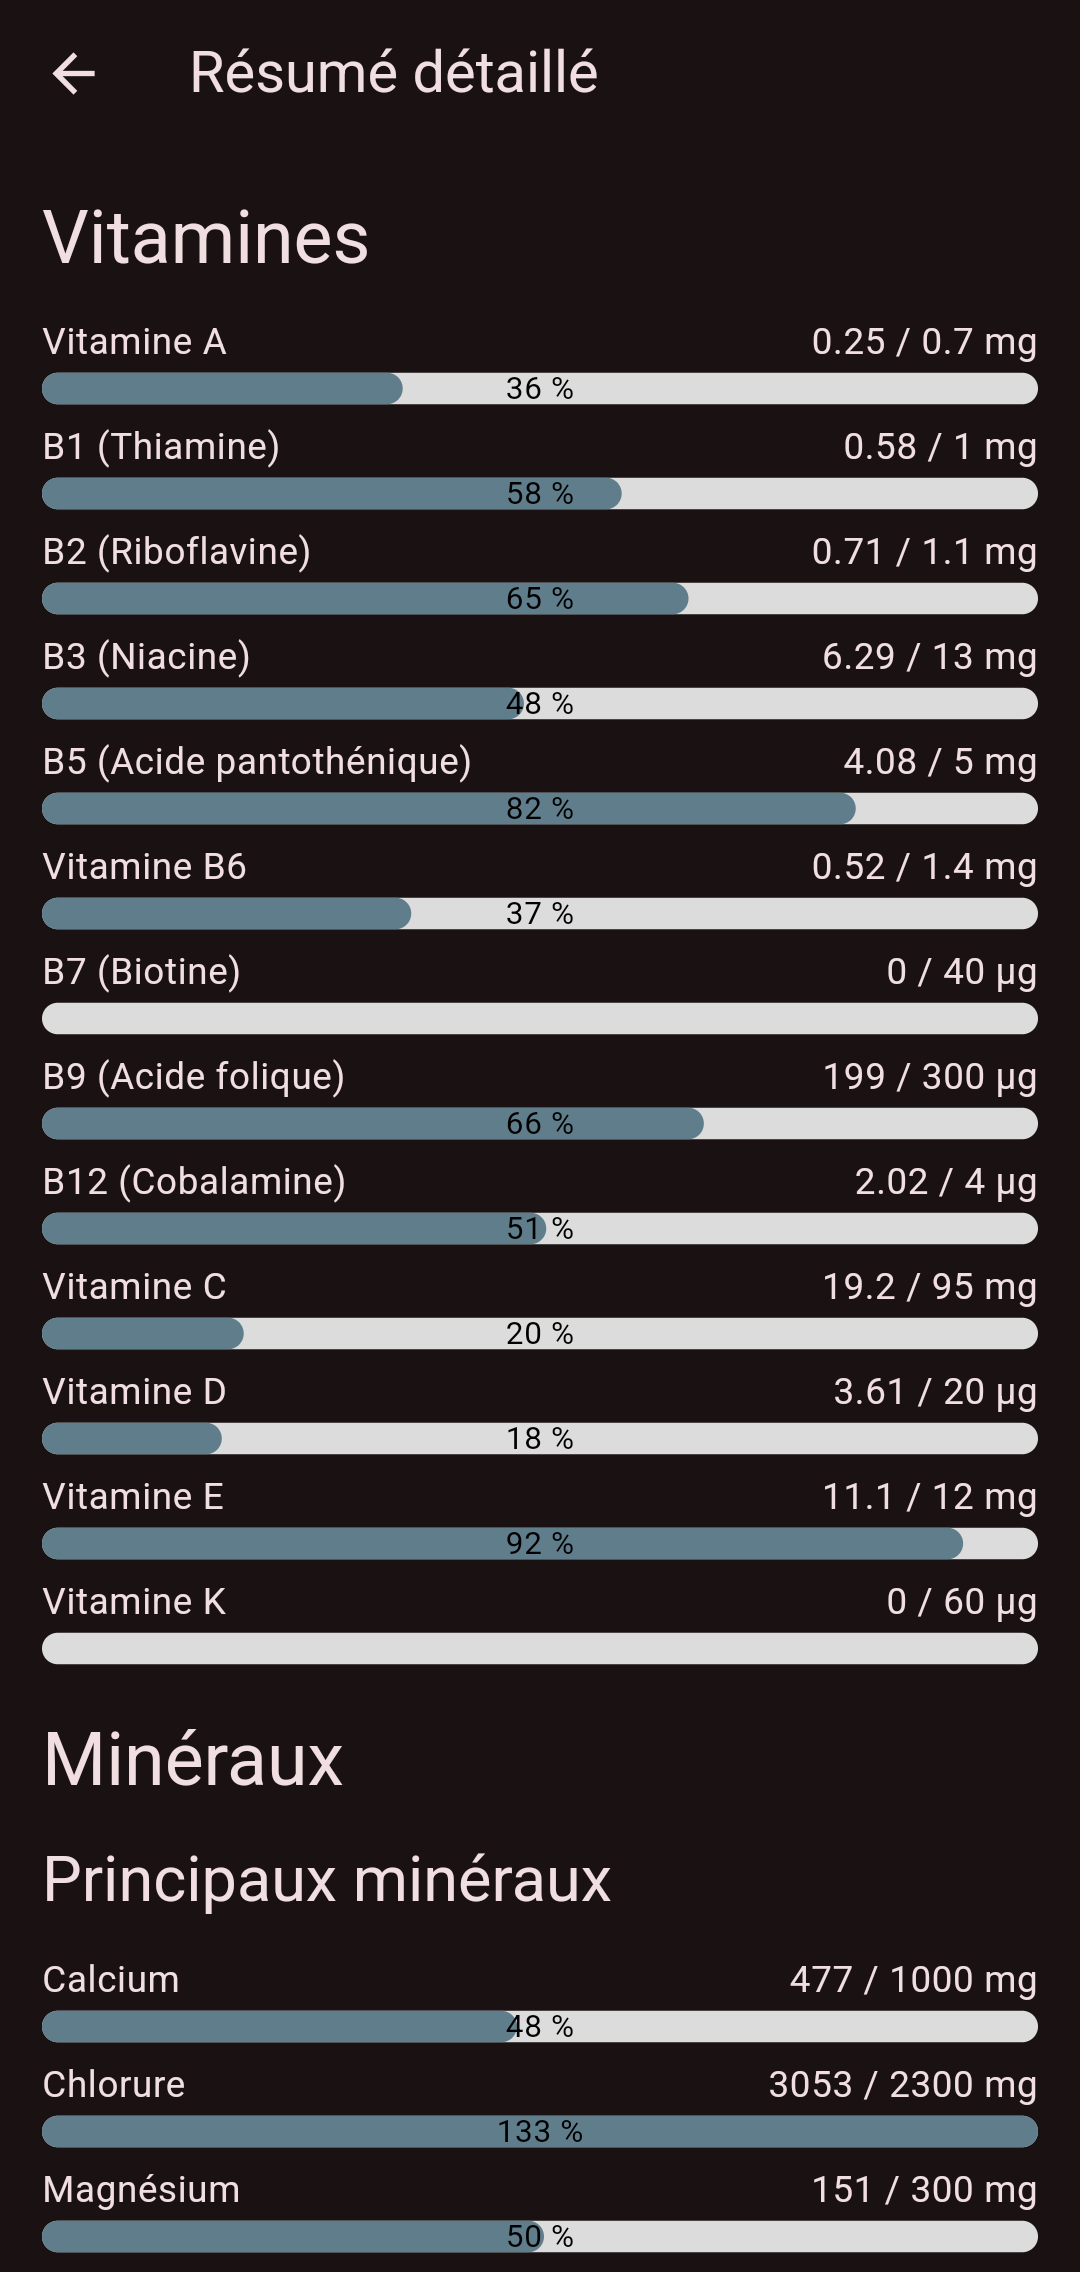 Résumé détaillé
Vitamines
Vitamine A 0.25 / 0.7 mg
36 %
B1 (Thiamine) 0.58 / 1 mg
58 %
B2 (Riboflavine) 0.71 / 1.1 mg
65 %
B3 (Niacine) 6.29 / 13 mg
48 %
B5 (Acide pantothénique) 4.08 / 5 mg
82 %
Vitamine B6 0.52 / 1.4 mg
37 %
B7 (Biotine) 0 / 40 µg
B9 (Acide folique) 199 / 300 µg
66 %
B12 (Cobalamine) 2.02 / 4 µg
51 %
Vitamine C 19.2 / 95 mg
20 %
Vitamine D 3.61 / 20 µg
18 %
Vitamine E 11.1 / 12 mg
92 %
Vitamine K 0 / 60 µg
Minéraux
Principaux minéraux
Calcium 477 / 1000 mg
48 %
Chlorure 3053 / 2300 mg
133 %
Magnésium 151 / 300 mg
50 %